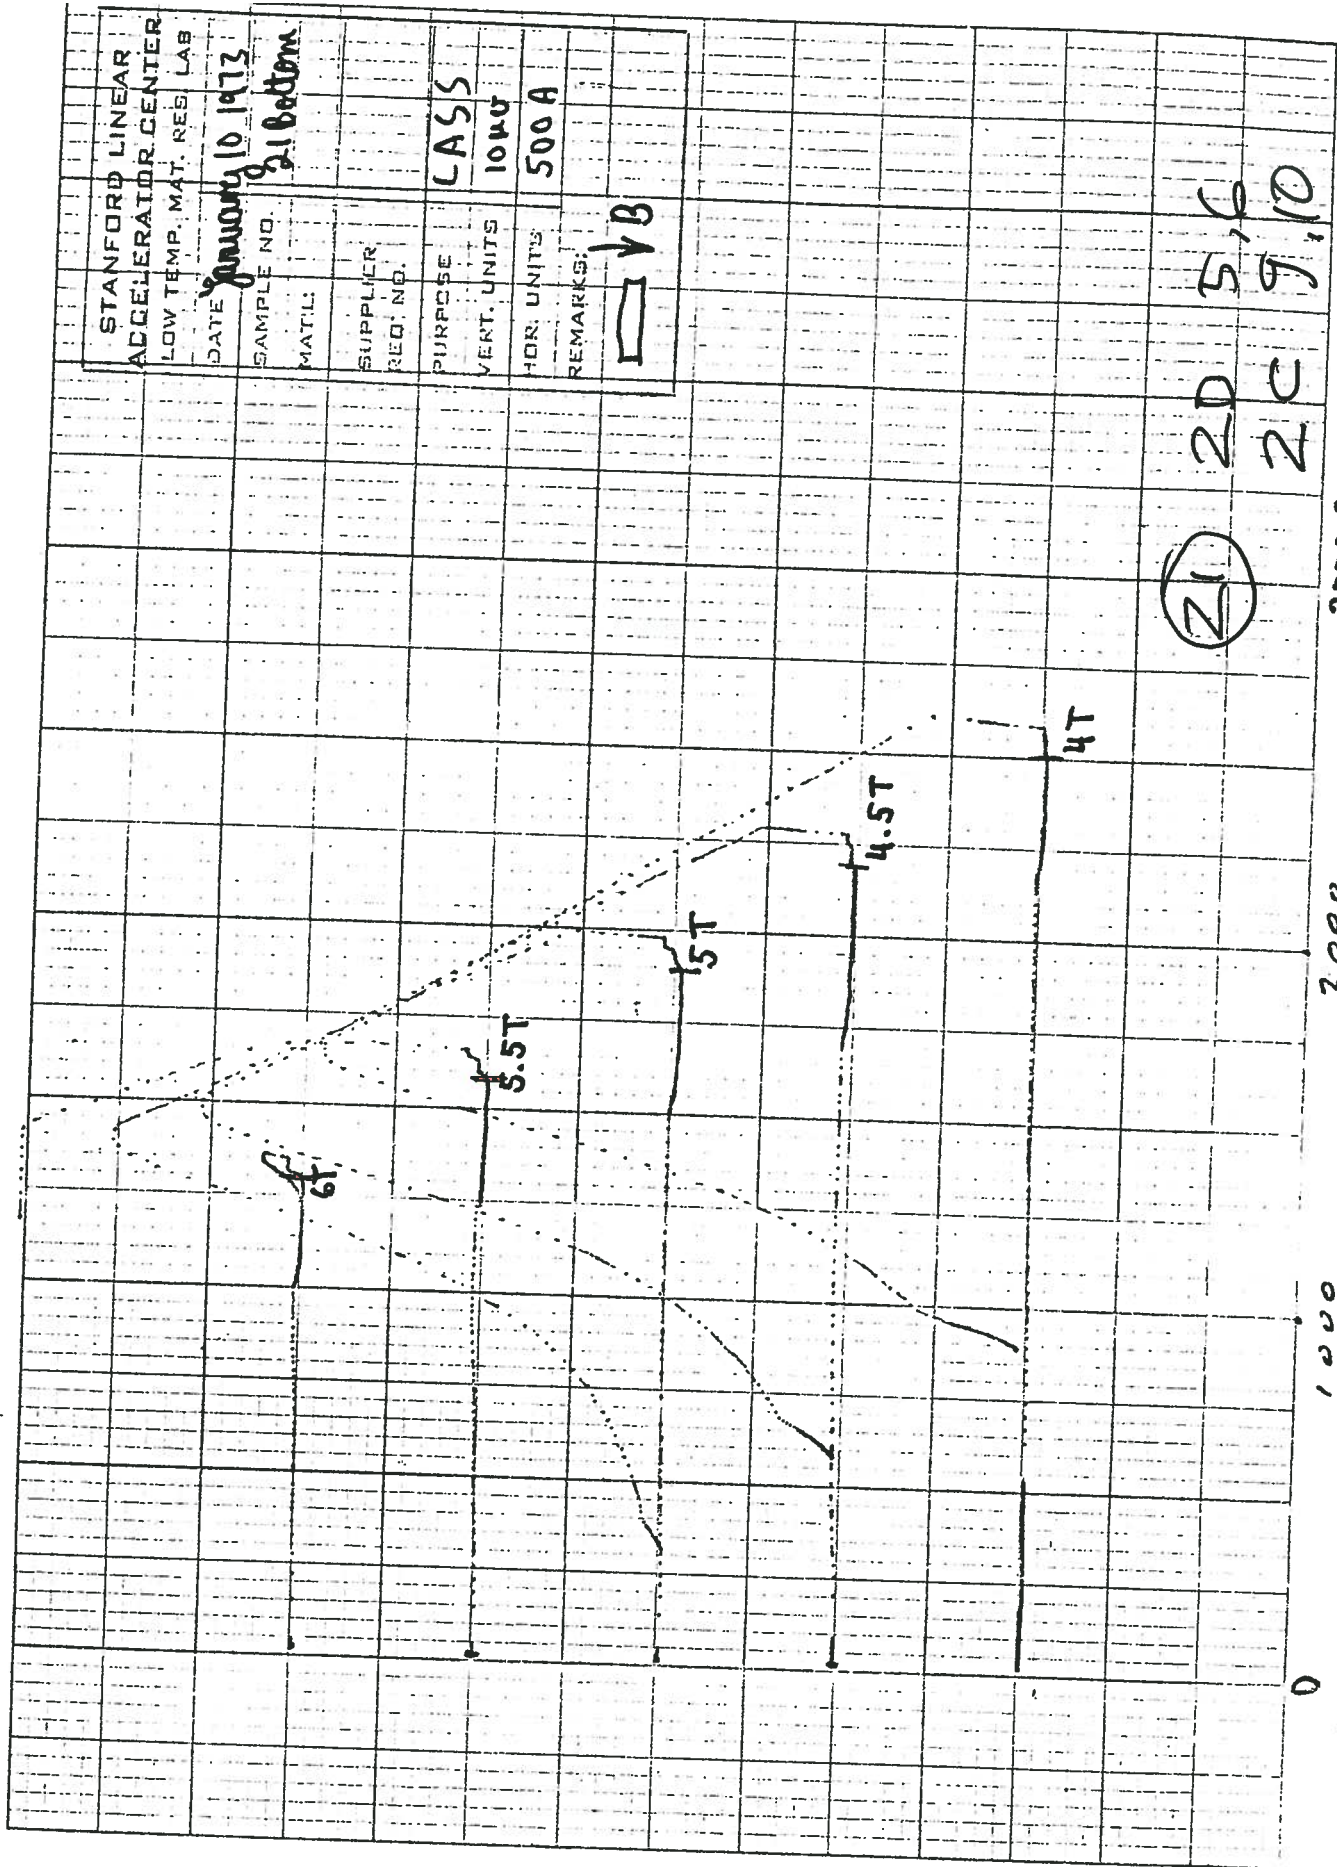 STANFORD LINEAR
ACCELERATOR CENTER
LOW TEMP. MAT. RES. LAB
DATE January 10 1973
SAMPLE NO. 21 Bottom
MAT'L:
SUPPLIER
REQ. NO.
PURPOSE LASS
VERT. UNITS 10 μv
HOR. UNITS 500 A
REMARKS:
B
6T
5.5T
5T
4.5T
4T
21 2D 5,6
2C 9,10
0 1000 2000